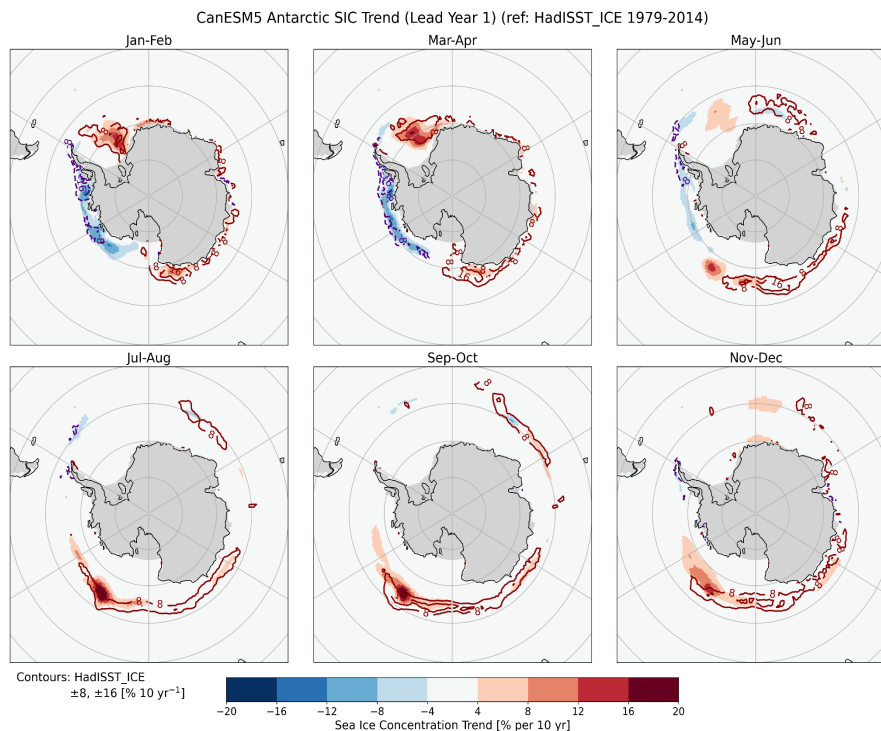 CanESM5 Antarctic SIC Trend (Lead Year 1) (ref: HadISST_ICE 1979-2014)
Jan-Feb
Mar-Apr
May-Jun
Jul-Aug
Sep-Oct
Nov-Dec
Contours: HadISST_ICE
±8, ±16 [% 10 yr⁻¹]
−20 −16 −12 −8 −4 4 8 12 16 20
Sea Ice Concentration Trend [% per 10 yr]